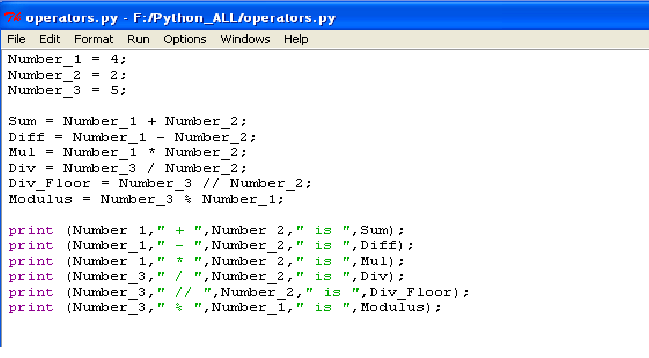 operators.py - F:/Python_ALL/operators.py
File Edit Format Run Options Windows Help
Number_1 = 4;
Number_2 = 2;
Number_3 = 5;
Sum = Number_1 + Number_2;
Diff = Number_1 - Number_2;
Mul = Number_1 * Number_2;
Div = Number_3 / Number_2;
Div_Floor = Number_3 // Number_2;
Modulus = Number_3 % Number_1;
print (Number_1," + ",Number_2," is ",Sum);
print (Number_1," - ",Number_2," is ",Diff);
print (Number_1," * ",Number_2," is ",Mul);
print (Number_3," / ",Number_2," is ",Div);
print (Number_3," // ",Number_2," is ",Div_Floor);
print (Number_3," % ",Number_1," is ",Modulus);